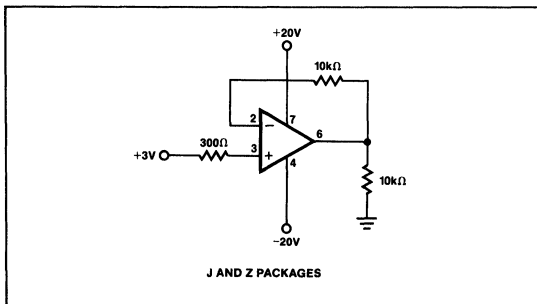 +20V
10kΩ
2
−
7
6
300Ω
+3V
3
+
4
10kΩ
−20V
J AND Z PACKAGES